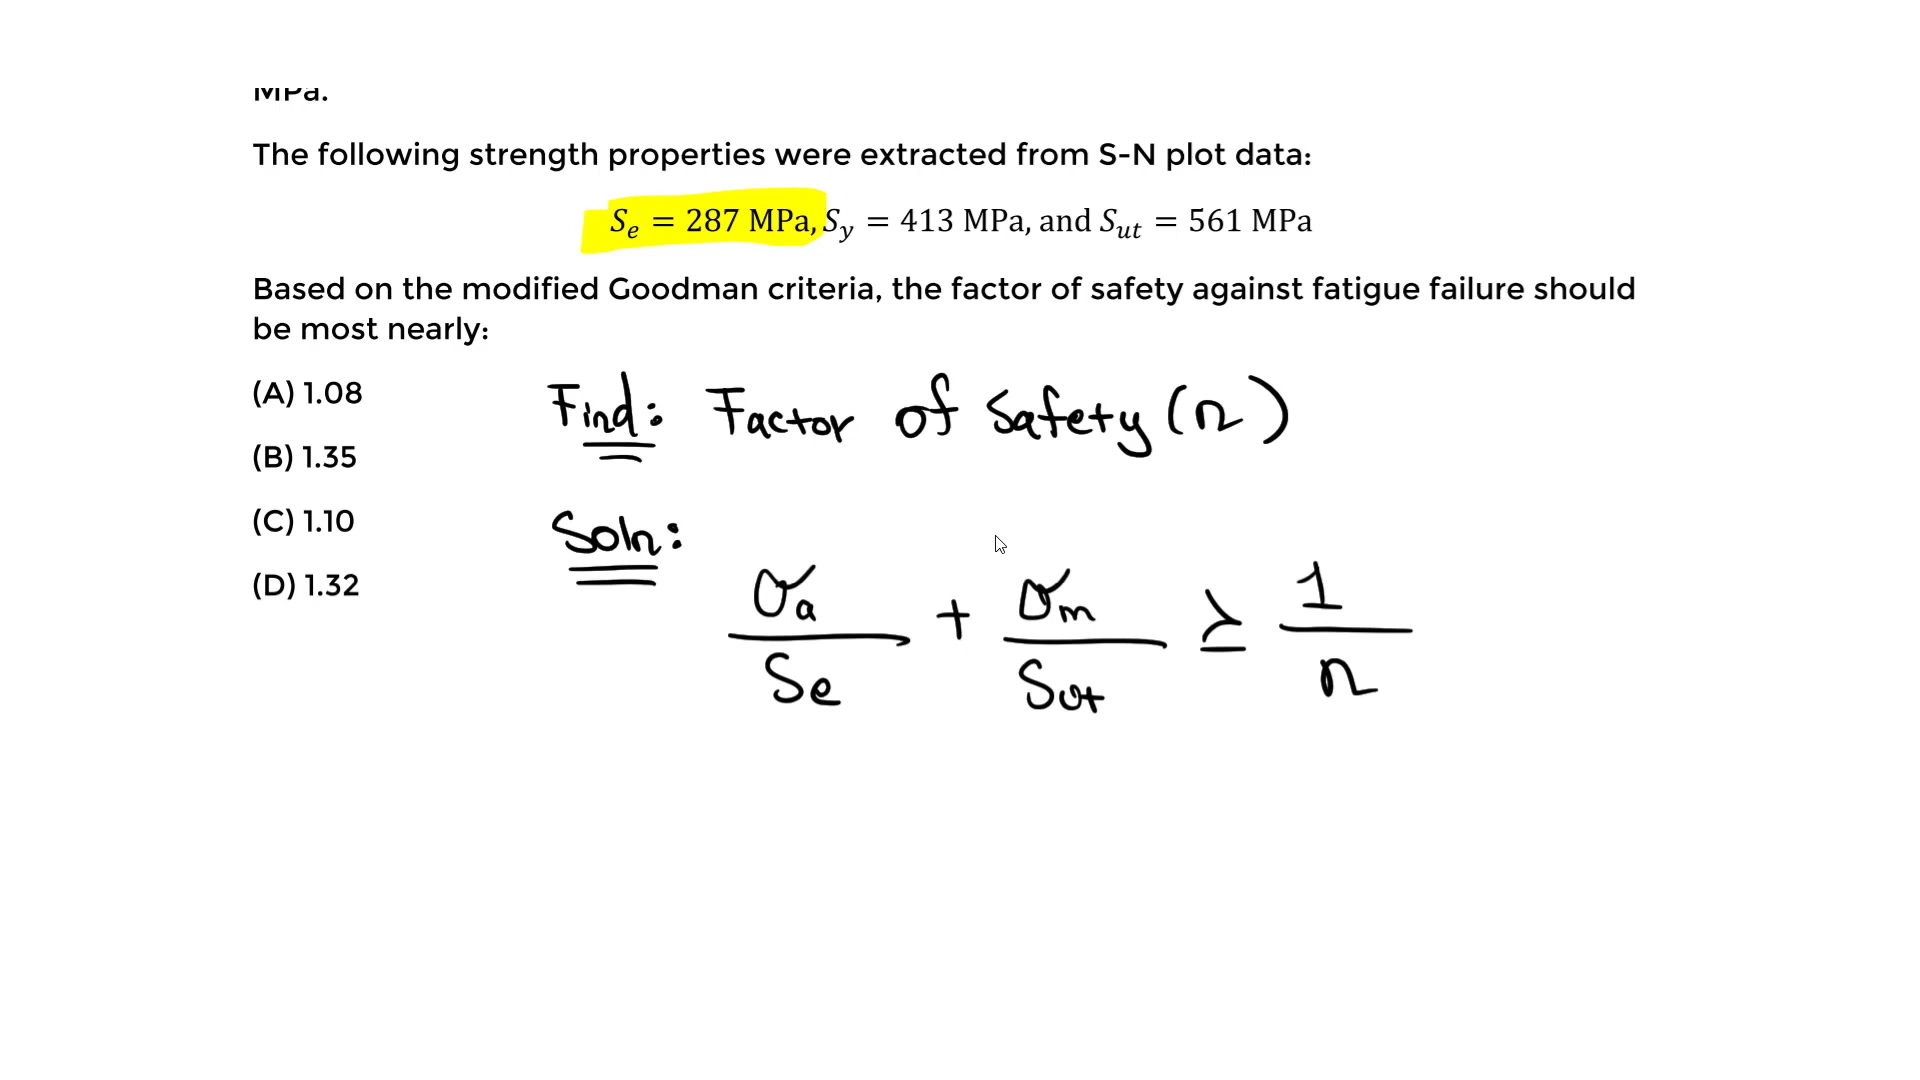 MPa.
The following strength properties were extracted from S-N plot data:
Sₑ = 287 MPa, Sy = 413 MPa, and Sut = 561 MPa
Based on the modified Goodman criteria, the factor of safety against fatigue failure should
be most nearly:
(A) 1.08
(B) 1.35
(C) 1.10
(D) 1.32
Find: Factor of Safety (n)
Soln:
σa/Se + σm/Sut ≥ 1/n